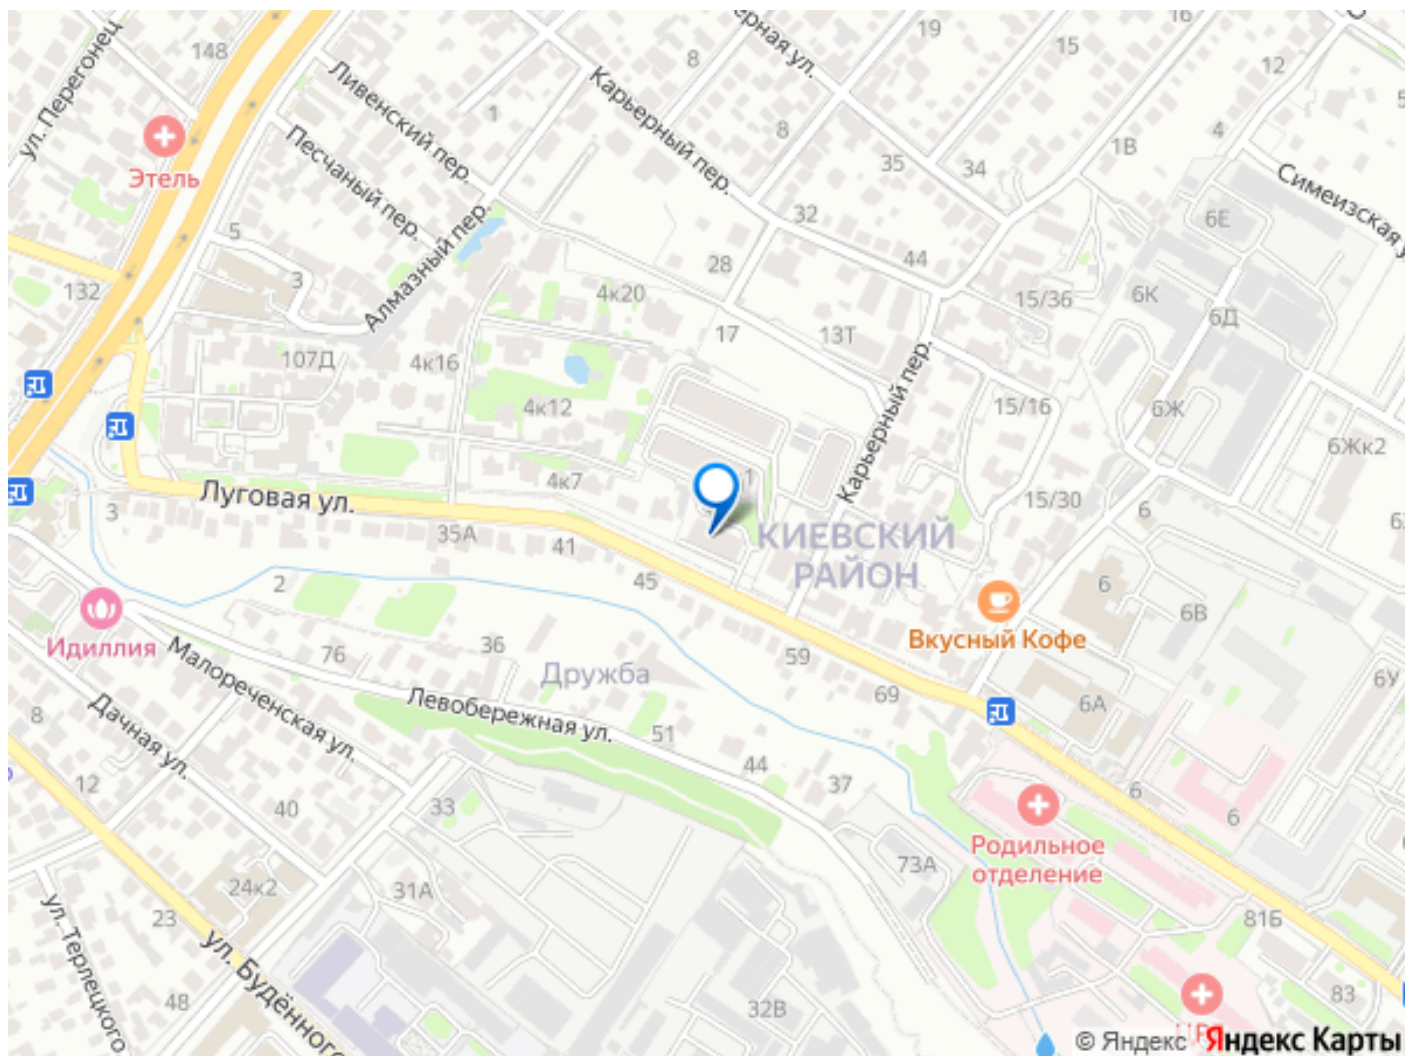 148
ул. Перегонец
Этель
Ливенский пер.
Песчаный пер.
Алмазный пер.
1
8
Карьерный пер.
8
19
15
16
12
4
1В
35
34
32
44
28
Симеизская у
6Е
6К
6Д
5
3
132
107Д
4к20
4к16
4к12
4к7
17
13Т
15/36
15/16
15/30
Карьерный пер.
6Ж
6Жк2
1
Луговая ул.
3
35А
41
45
КИЕВСКИЙ
РАЙОН
6
6
6В
Вкусный Кофе
2
Идиллия
76
36
Дружба
59
69
6А
6У
Малореченская ул.
Левобережная ул.
Дачная ул.
8
12
40
33
51
44
37
6
6
Родильное
отделение
73А
81Б
24к2
31А
23
ул. Терлецкого
ул. Будённого
48
32В
83
© Яндекс
Яндекс Карты